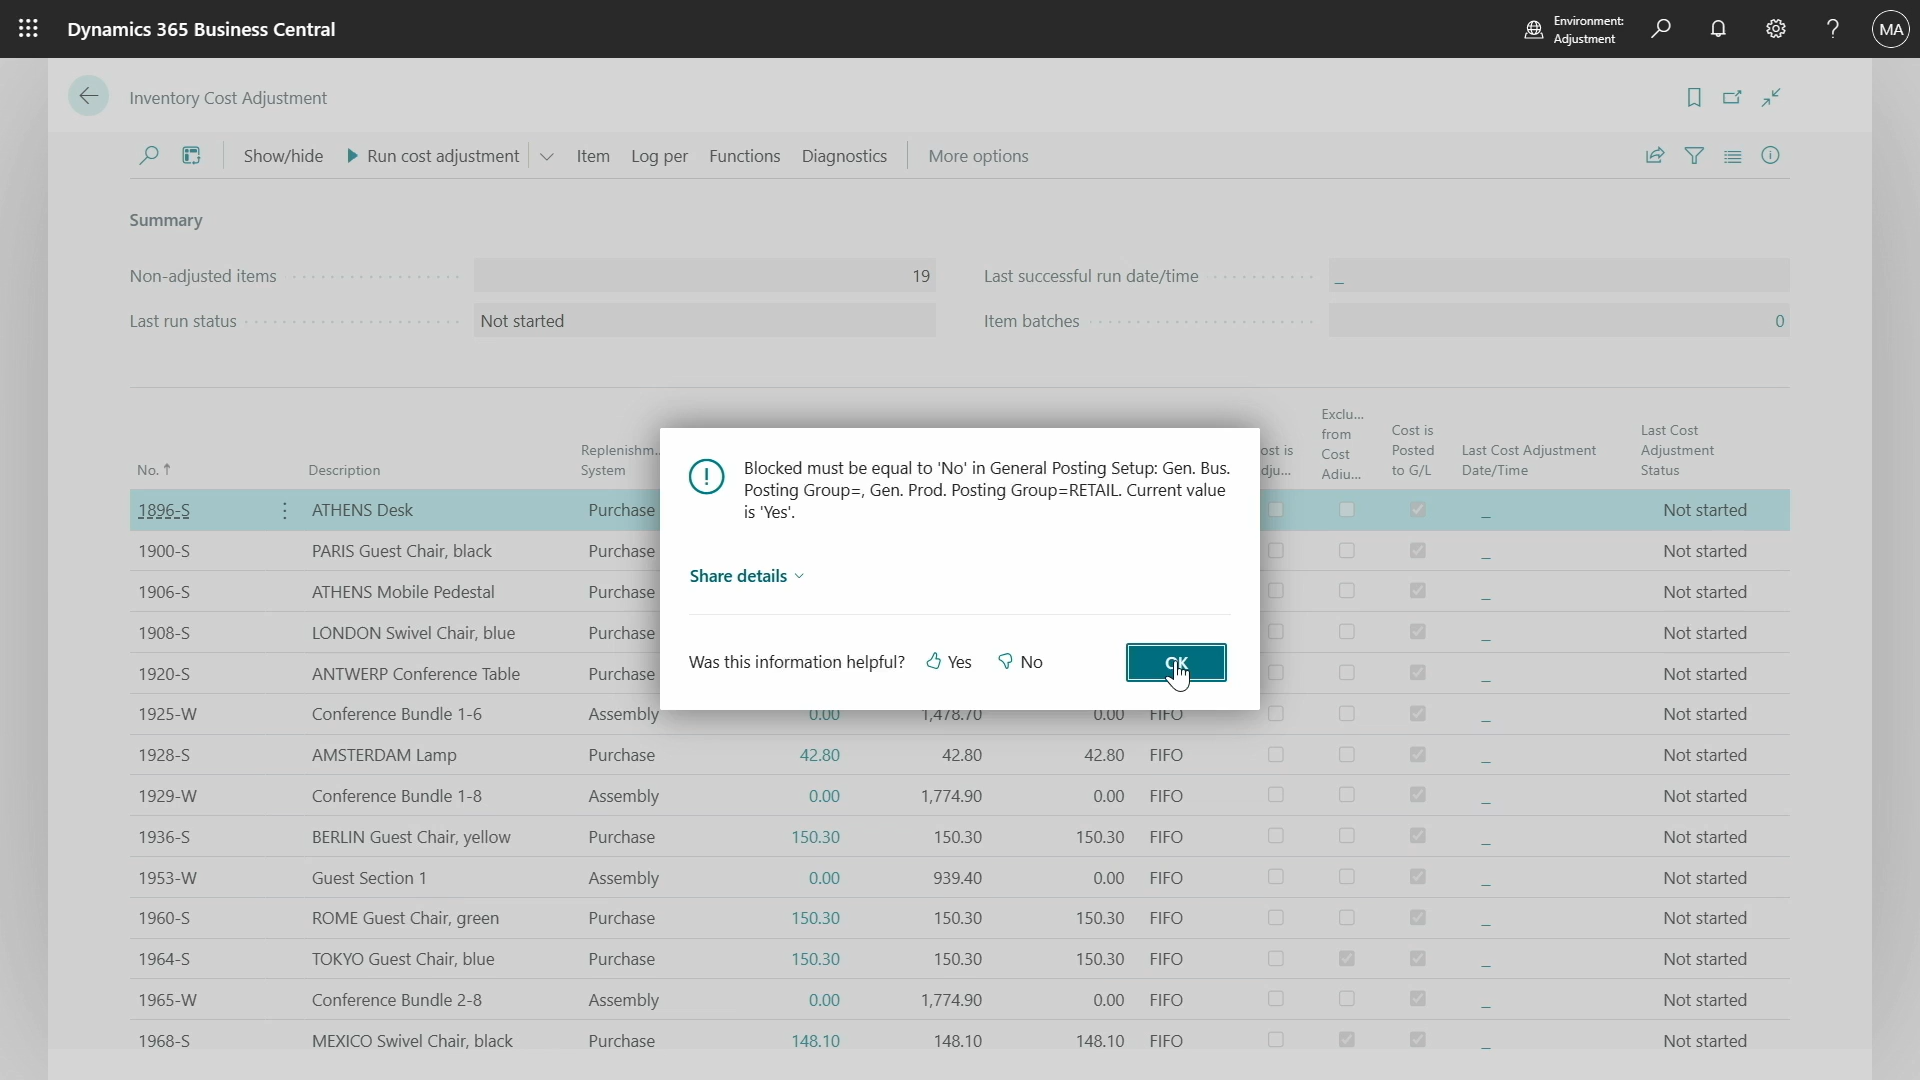 Dynamics 365 Business Central
Environment:
Adjustment
MA
Inventory Cost Adjustment
Show/hide Run cost adjustment Item Log per Functions Diagnostics More options
Summary
Non-adjusted items 19 Last successful run date/time _
Last run status Not started Item batches 0
No. ↑ Description Replenishm... System Exclu... from Cost Adju... Cost is Posted to G/L Last Cost Adjustment Date/Time Last Cost Adjustment Status
Blocked must be equal to 'No' in General Posting Setup: Gen. Bus.
Posting Group=, Gen. Prod. Posting Group=RETAIL. Current value
is 'Yes'.
Share details
Was this information helpful? Yes No OK
1896-S ATHENS Desk Purchase _ Not started
1900-S PARIS Guest Chair, black Purchase _ Not started
1906-S ATHENS Mobile Pedestal Purchase _ Not started
1908-S LONDON Swivel Chair, blue Purchase _ Not started
1920-S ANTWERP Conference Table Purchase _ Not started
1925-W Conference Bundle 1-6 Assembly 0.00 1,478.70 0.00 FIFO _ Not started
1928-S AMSTERDAM Lamp Purchase 42.80 42.80 42.80 FIFO _ Not started
1929-W Conference Bundle 1-8 Assembly 0.00 1,774.90 0.00 FIFO _ Not started
1936-S BERLIN Guest Chair, yellow Purchase 150.30 150.30 150.30 FIFO _ Not started
1953-W Guest Section 1 Assembly 0.00 939.40 0.00 FIFO _ Not started
1960-S ROME Guest Chair, green Purchase 150.30 150.30 150.30 FIFO _ Not started
1964-S TOKYO Guest Chair, blue Purchase 150.30 150.30 150.30 FIFO _ Not started
1965-W Conference Bundle 2-8 Assembly 0.00 1,774.90 0.00 FIFO _ Not started
1968-S MEXICO Swivel Chair, black Purchase 148.10 148.10 148.10 FIFO _ Not started